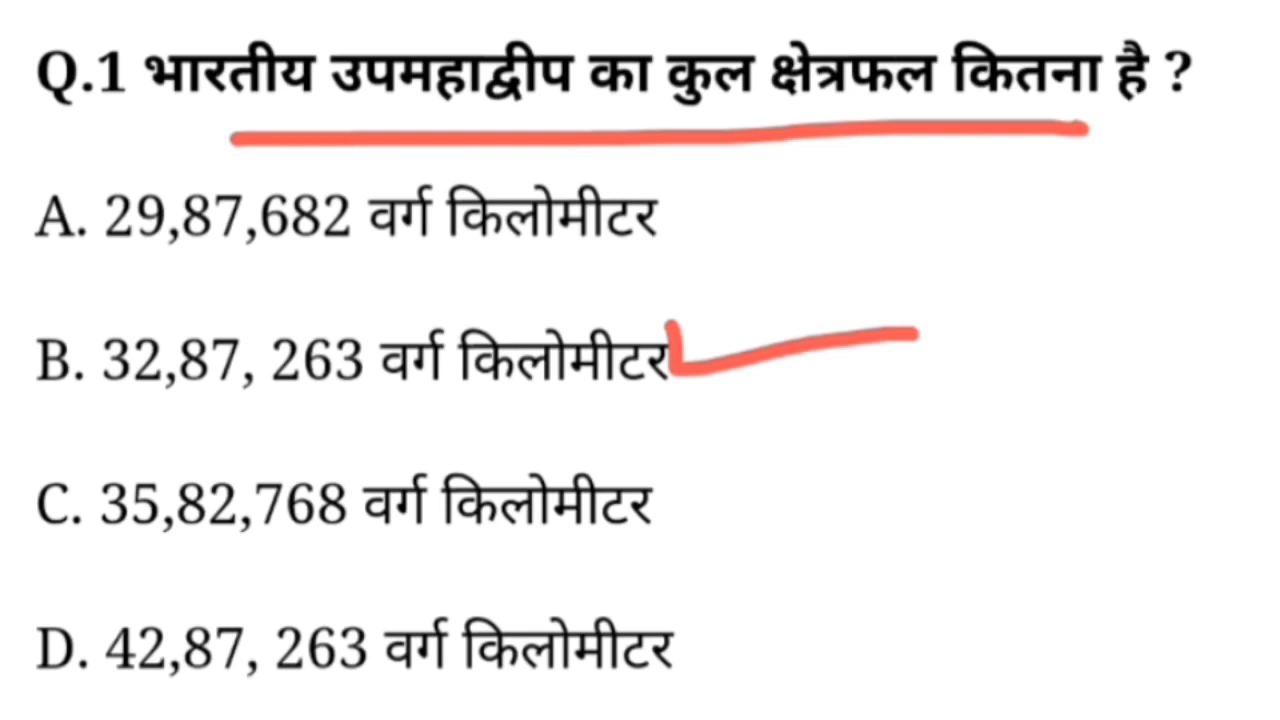 Q.1 भारतीय उपमहाद्वीप का कुल क्षेत्रफल कितना है ?
A. 29,87,682 वर्ग किलोमीटर
B. 32,87, 263 वर्ग किलोमीटर
C. 35,82,768 वर्ग किलोमीटर
D. 42,87, 263 वर्ग किलोमीटर